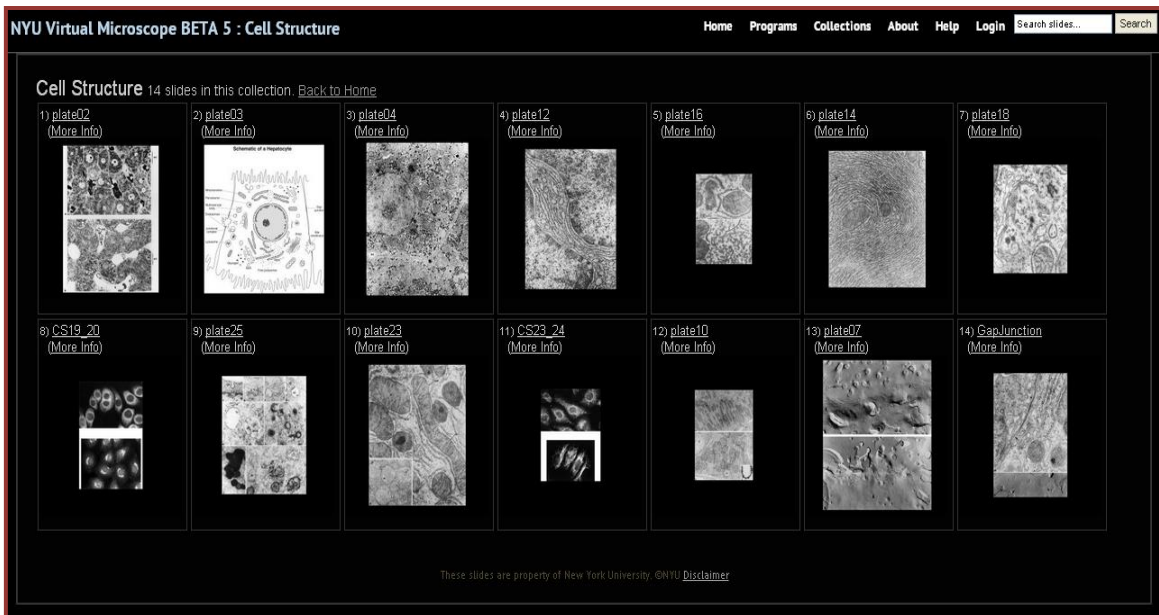 NYU Virtual Microscope BETA 5 : Cell Structure
Home Programs Collections About Help Login Search slides... Search
Cell Structure 14 slides in this collection. Back to Home
1) plate02
(More Info)
2) plate03
(More Info)
Schematic of a Hepatocyte
3) plate04
(More Info)
4) plate12
(More Info)
5) plate16
(More Info)
6) plate14
(More Info)
7) plate18
(More Info)
8) CS19_20
(More Info)
9) plate25
(More Info)
10) plate23
(More Info)
11) CS23_24
(More Info)
12) plate10
(More Info)
13) plate07
(More Info)
14) GapJunction
(More Info)
These slides are property of New York University. ©NYU Disclaimer